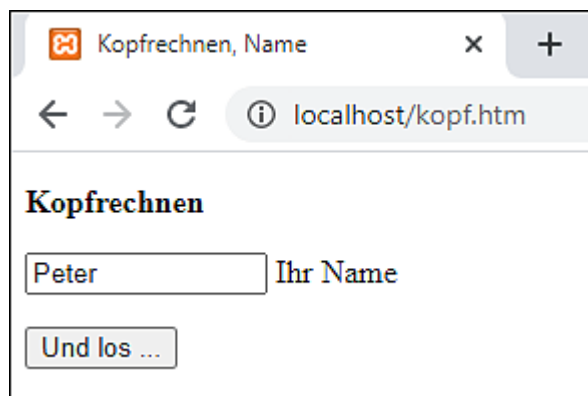 Kopfrechnen, Name
localhost/kopf.htm
Kopfrechnen
Peter Ihr Name
Und los ...